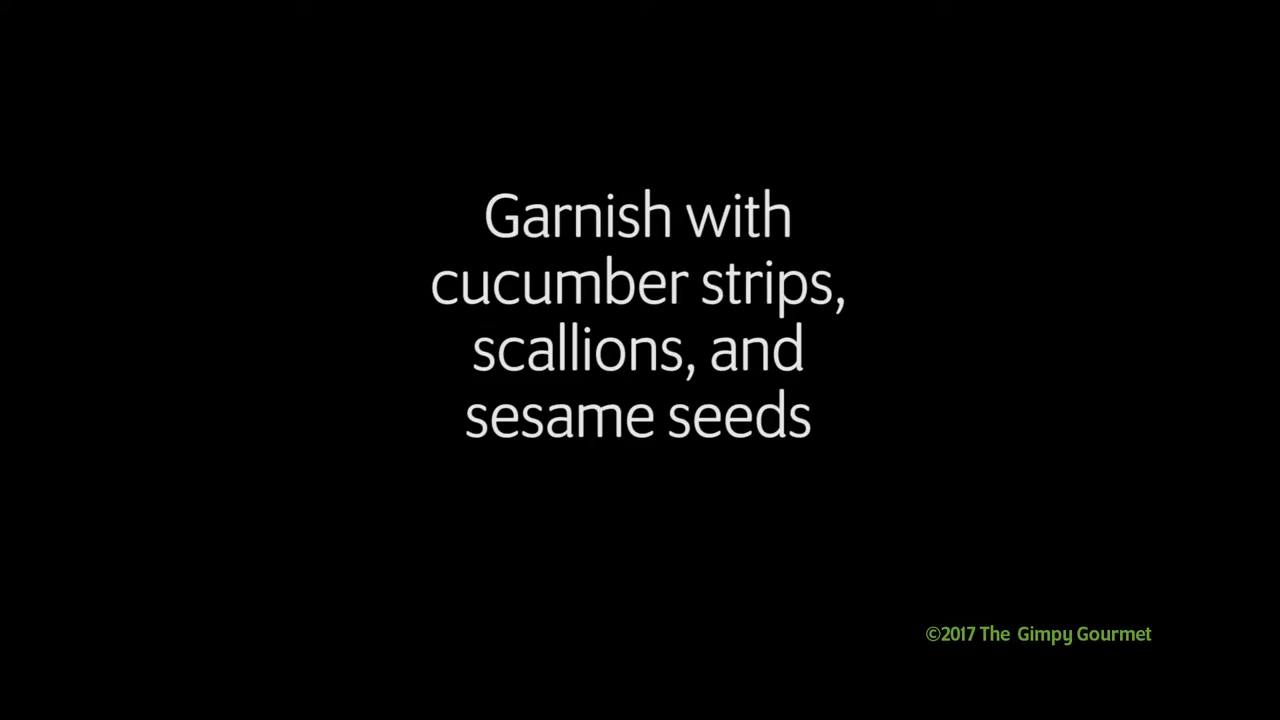 Garnish with
cucumber strips,
scallions, and
sesame seeds
©2017 The Gimpy Gourmet